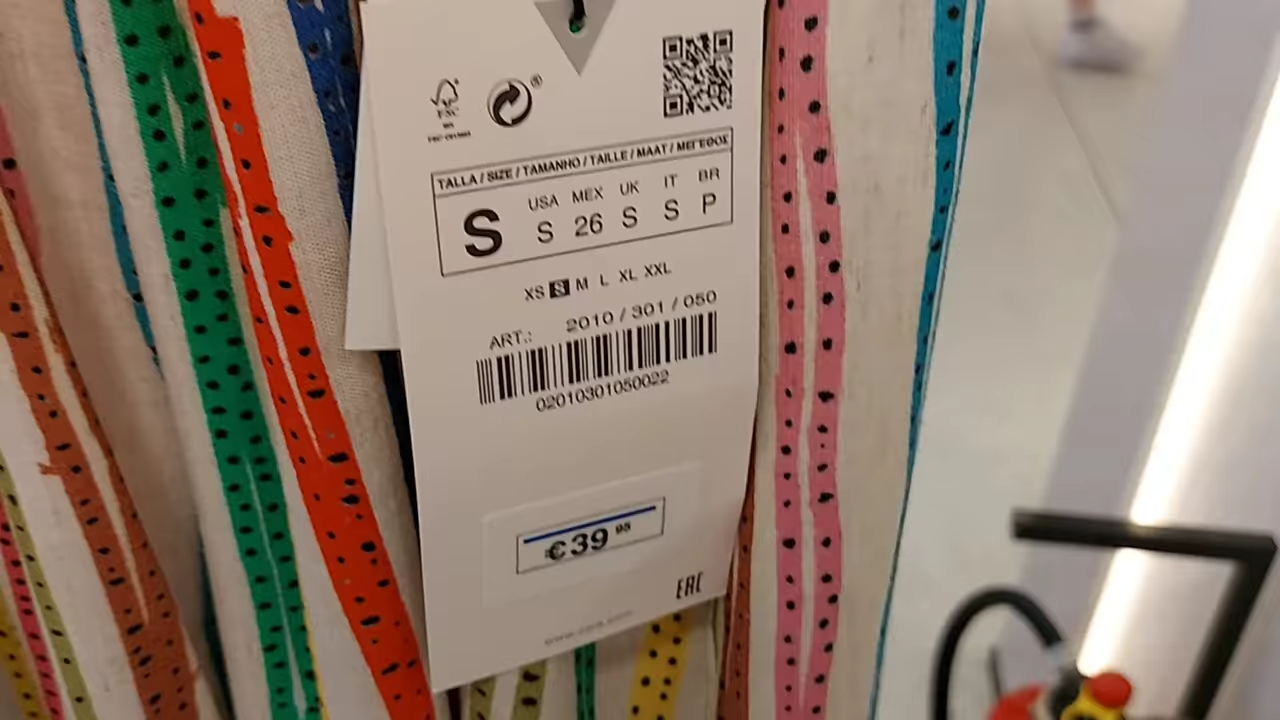 ®
FSC
TALLA / SIZE / TAMANHO / TAILLE / MAAT / ΜΕΓΕΘΟΣ
USA MEX UK IT BR
S S 26 S S P
XS S M L XL XXL
ART.: 2010 / 301 / 050
02010301050022
€39 95
EAC